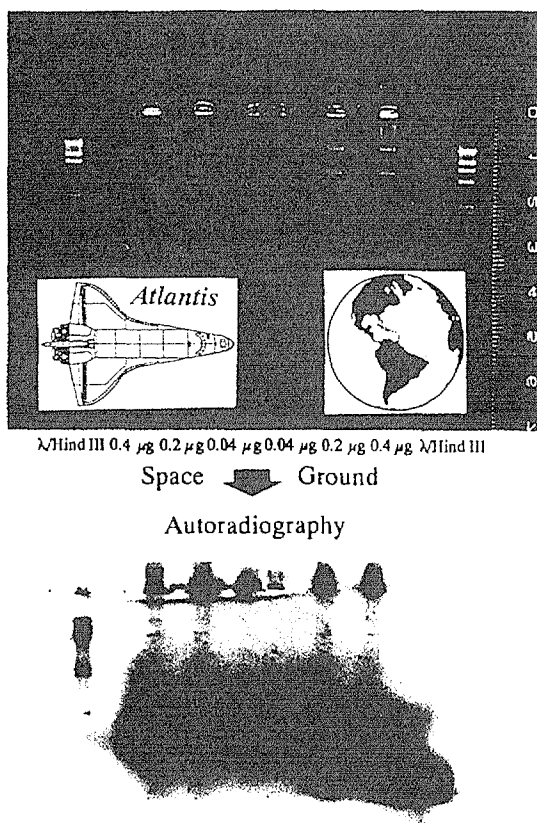 Atlantis
λ/Hind III 0.4 μg 0.2 μg 0.04 μg 0.04 μg 0.2 μg 0.4 μg λ/Hind III
Space Ground
Autoradiography